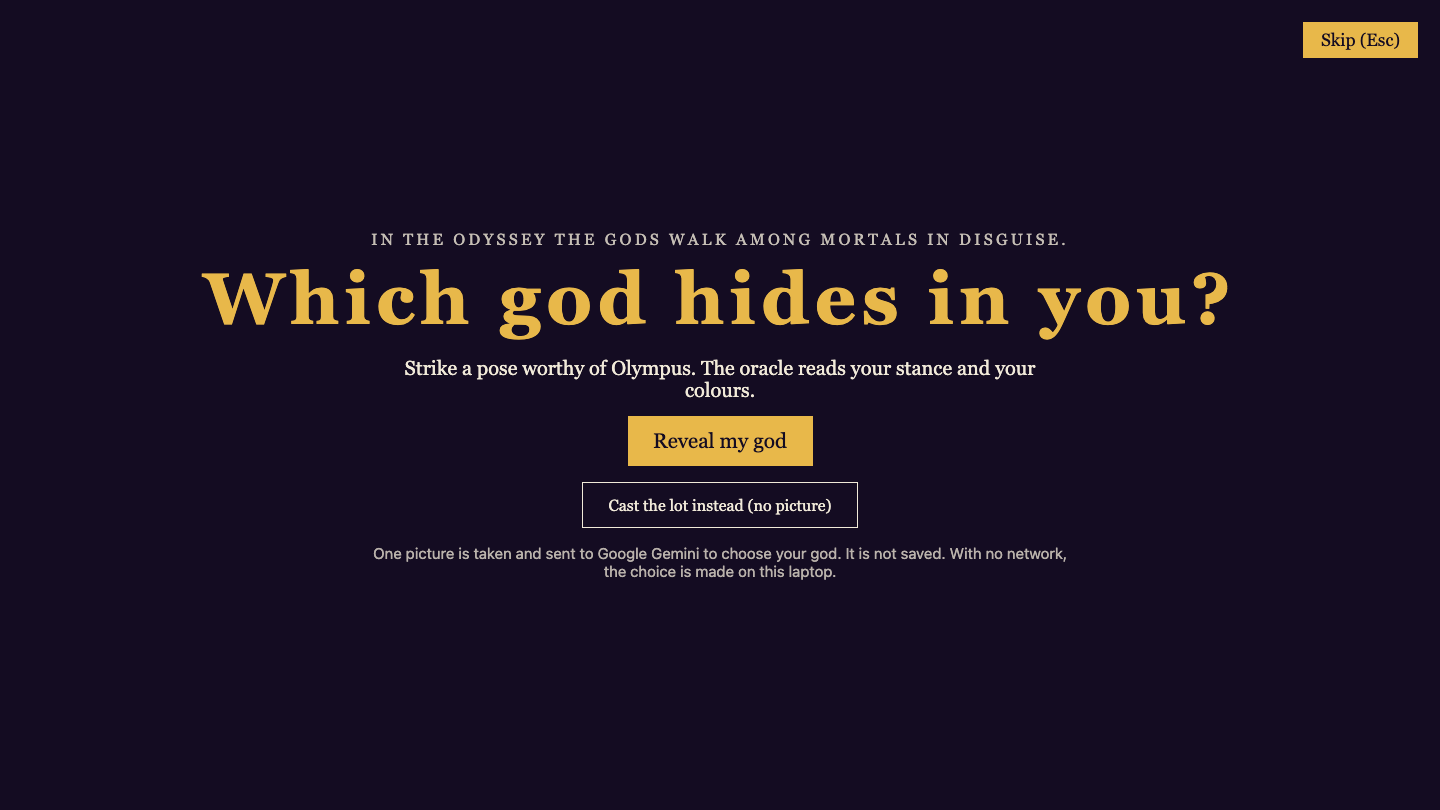 Skip (Esc)
IN THE ODYSSEY THE GODS WALK AMONG MORTALS IN DISGUISE.
Which god hides in you?
Strike a pose worthy of Olympus. The oracle reads your stance and your
colours.
Reveal my god
Cast the lot instead (no picture)
One picture is taken and sent to Google Gemini to choose your god. It is not saved. With no network,
the choice is made on this laptop.